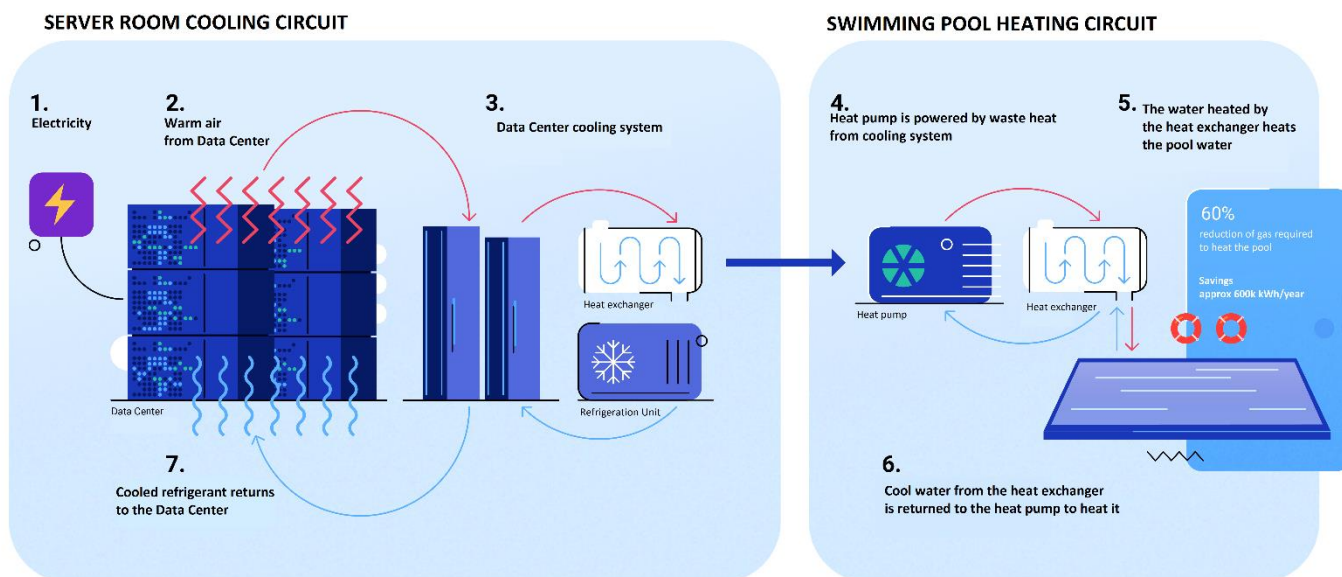 SERVER ROOM COOLING CIRCUIT
1.
Electricity
2.
Warm air
from Data Center
3.
Data Center cooling system
Heat exchanger
Data Center
Refrigeration Unit
7.
Cooled refrigerant returns
to the Data Center
SWIMMING POOL HEATING CIRCUIT
4.
Heat pump is powered by waste heat
from cooling system
5.
The water heated by
the heat exchanger heats
the pool water
60%
reduction of gas required
to heat the pool
Savings
approx 600k kWh/year
Heat pump
Heat exchanger
6.
Cool water from the heat exchanger
is returned to the heat pump to heat it